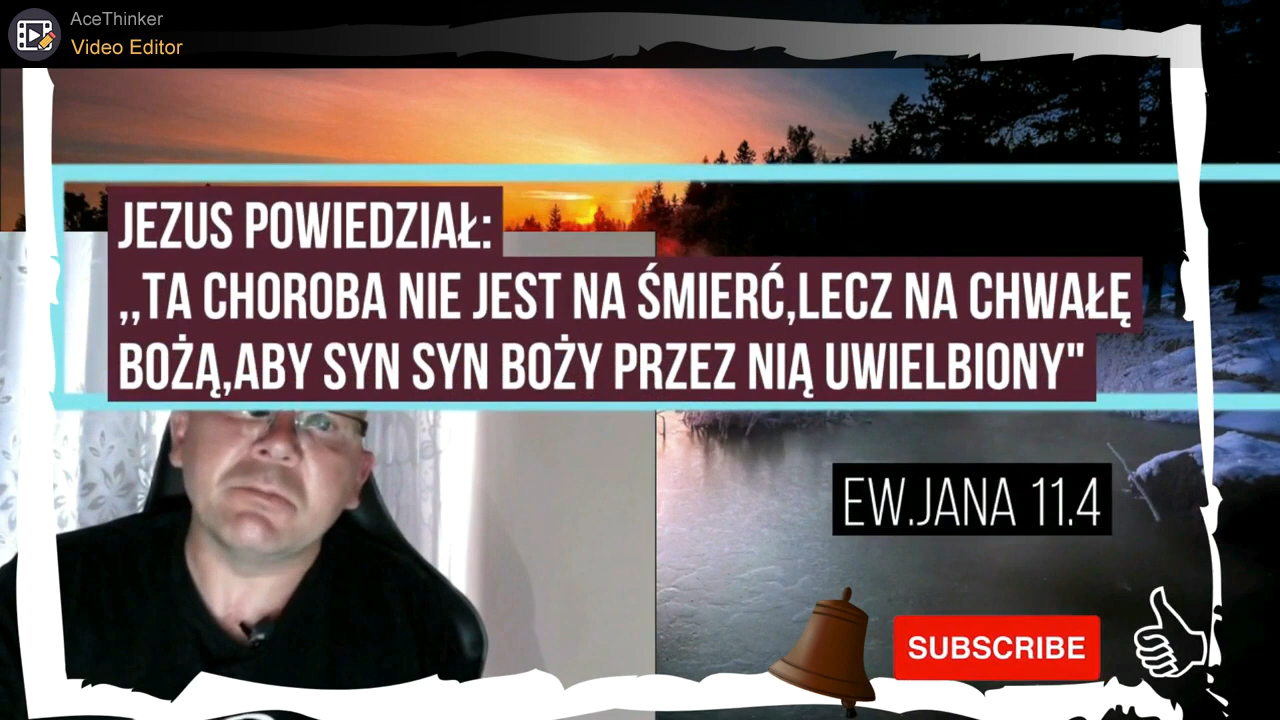 AceThinker
Video Editor
JEZUS POWIEDZIAŁ:
,,TA CHOROBA NIE JEST NA ŚMIERĆ,LECZ NA CHWAŁĘ
BOŻĄ,ABY SYN SYN BOŻY PRZEZ NIĄ UWIELBIONY"
EW.JANA 11.4
SUBSCRIBE